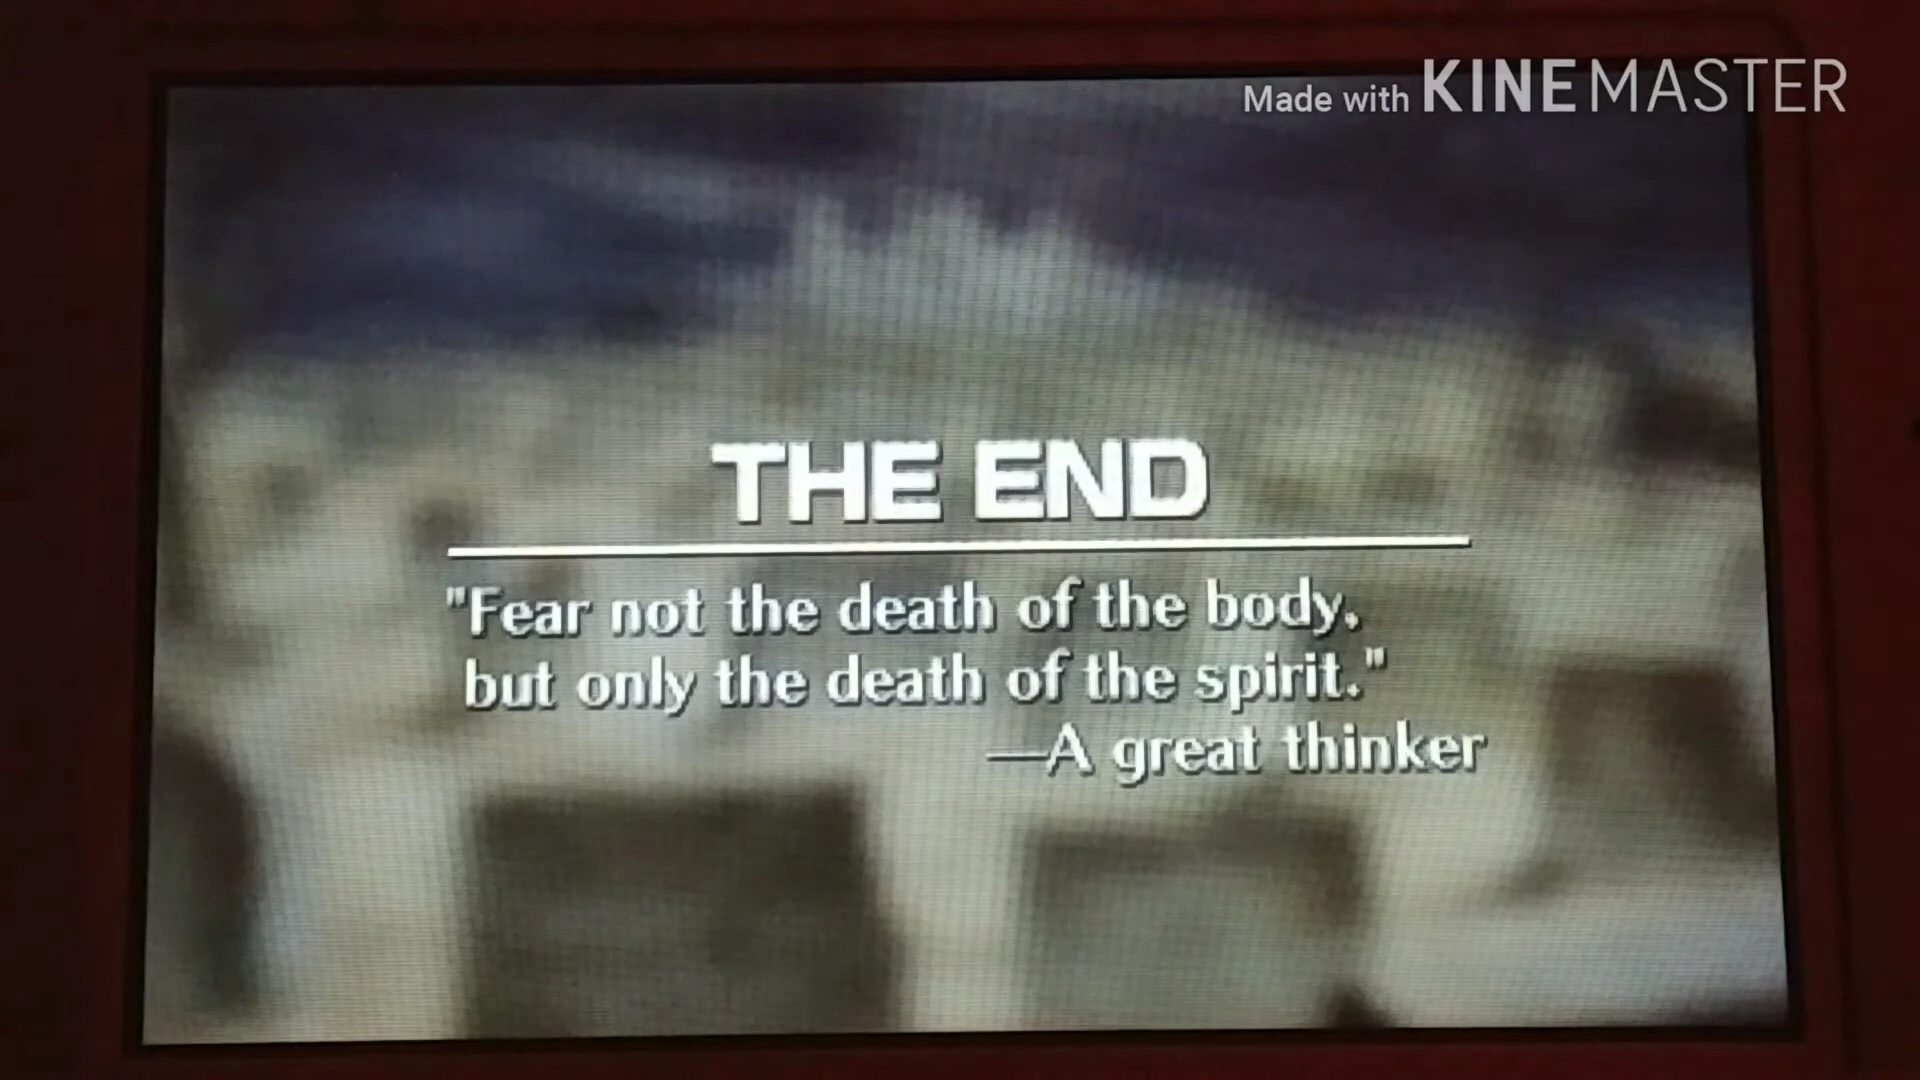 Made with KINEMASTER
THE END
"Fear not the death of the body,
but only the death of the spirit."
—A great thinker